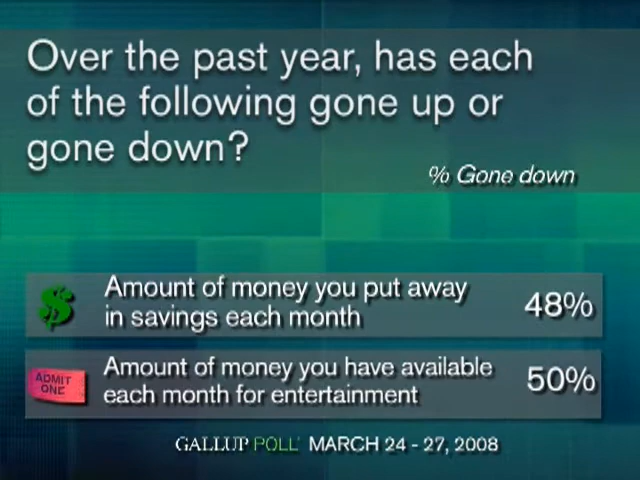 Over the past year, has each
of the following gone up or
gone down?
% Gone down
$
Amount of money you put away
in savings each month
48%
ADMIT
ONE
Amount of money you have available
each month for entertainment
50%
GALLUP POLL MARCH 24 - 27, 2008